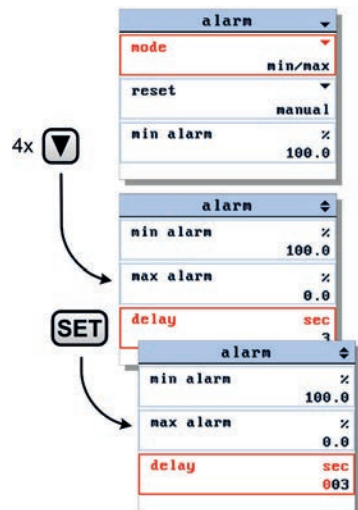 alarm
mode
min/max
reset
manual
min alarm %
100.0
4x
alarm
min alarm %
100.0
max alarm %
0.0
delay sec
3
SET
alarm
min alarm %
100.0
max alarm %
0.0
delay sec
003